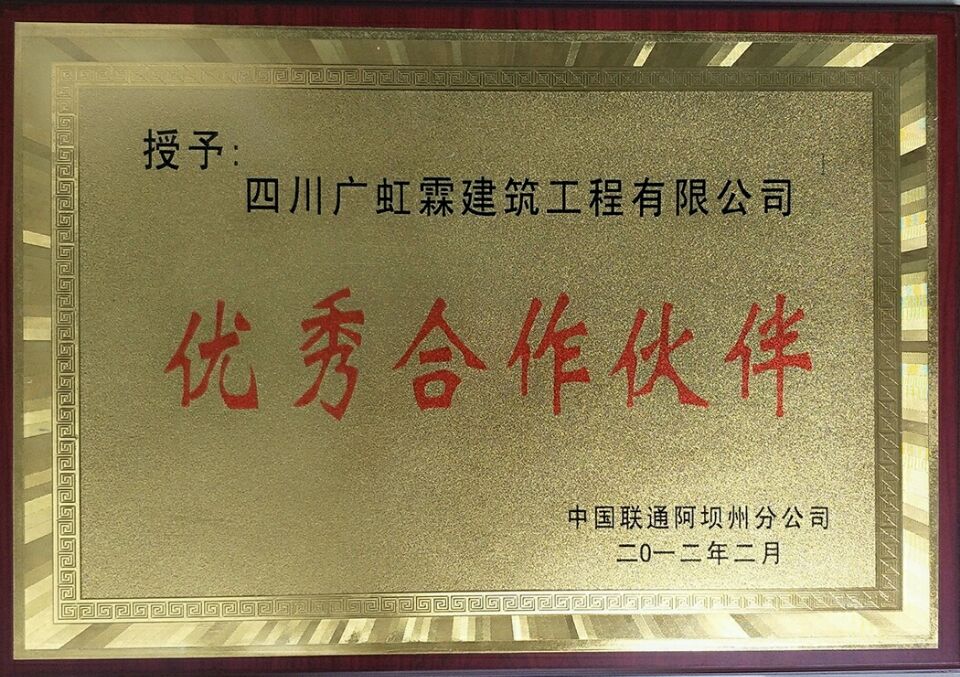 授予:
四川广虹霖建筑工程有限公司
优秀合作伙伴
中国联通阿坝州分公司
二0一二年二月